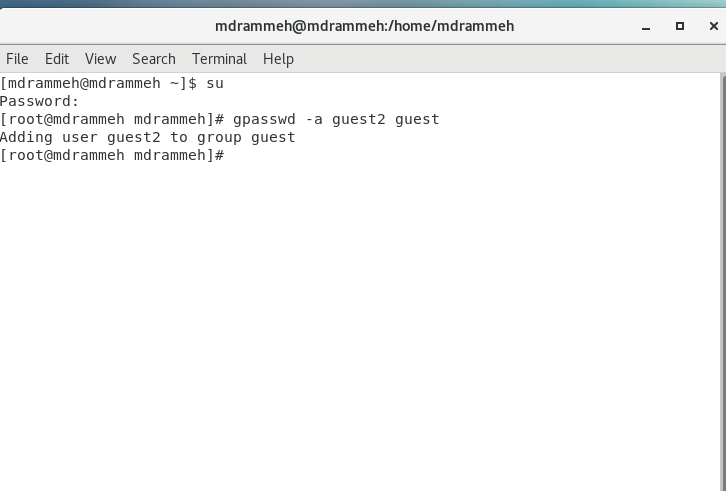 mdrammeh@mdrammeh:/home/mdrammeh
File Edit View Search Terminal Help
[mdrammeh@mdrammeh ~]$ su
Password:
[root@mdrammeh mdrammeh]# gpasswd -a guest2 guest
Adding user guest2 to group guest
[root@mdrammeh mdrammeh]#